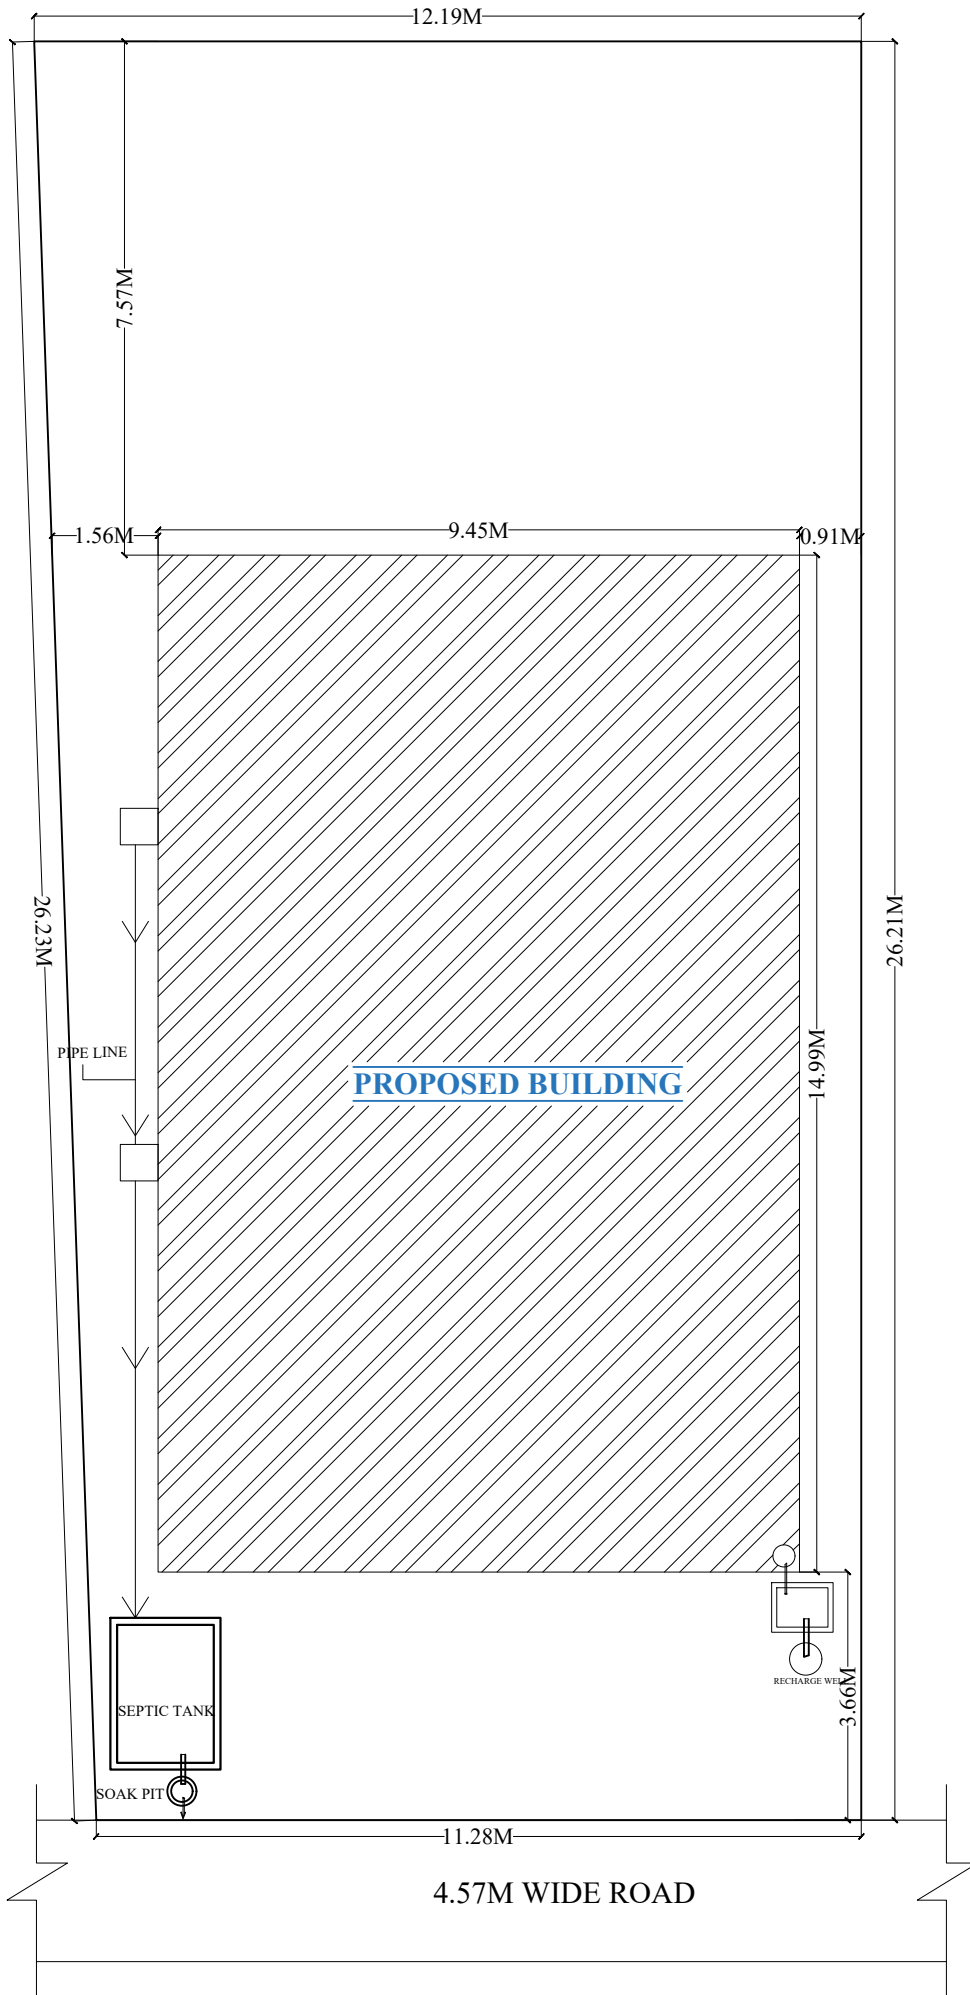 12.19M
7.57M
1.56M
9.45M
0.91M
26.23M
26.21M
14.99M
PIPE LINE
PROPOSED BUILDING
RECHARGE WELL
3.66M
SEPTIC TANK
SOAK PIT
11.28M
4.57M WIDE ROAD